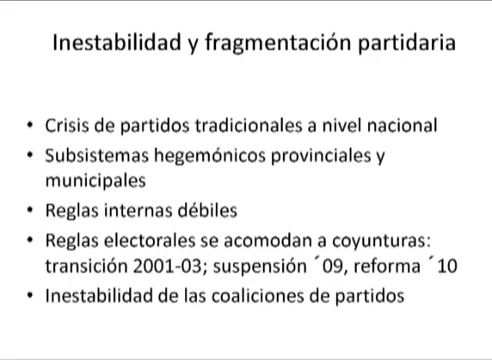 Inestabilidad y fragmentación partidaria
• Crisis de partidos tradicionales a nivel nacional
• Subsistemas hegemónicos provinciales y
municipales
• Reglas internas débiles
• Reglas electorales se acomodan a coyunturas:
transición 2001-03; suspensión ´09, reforma ´10
• Inestabilidad de las coaliciones de partidos